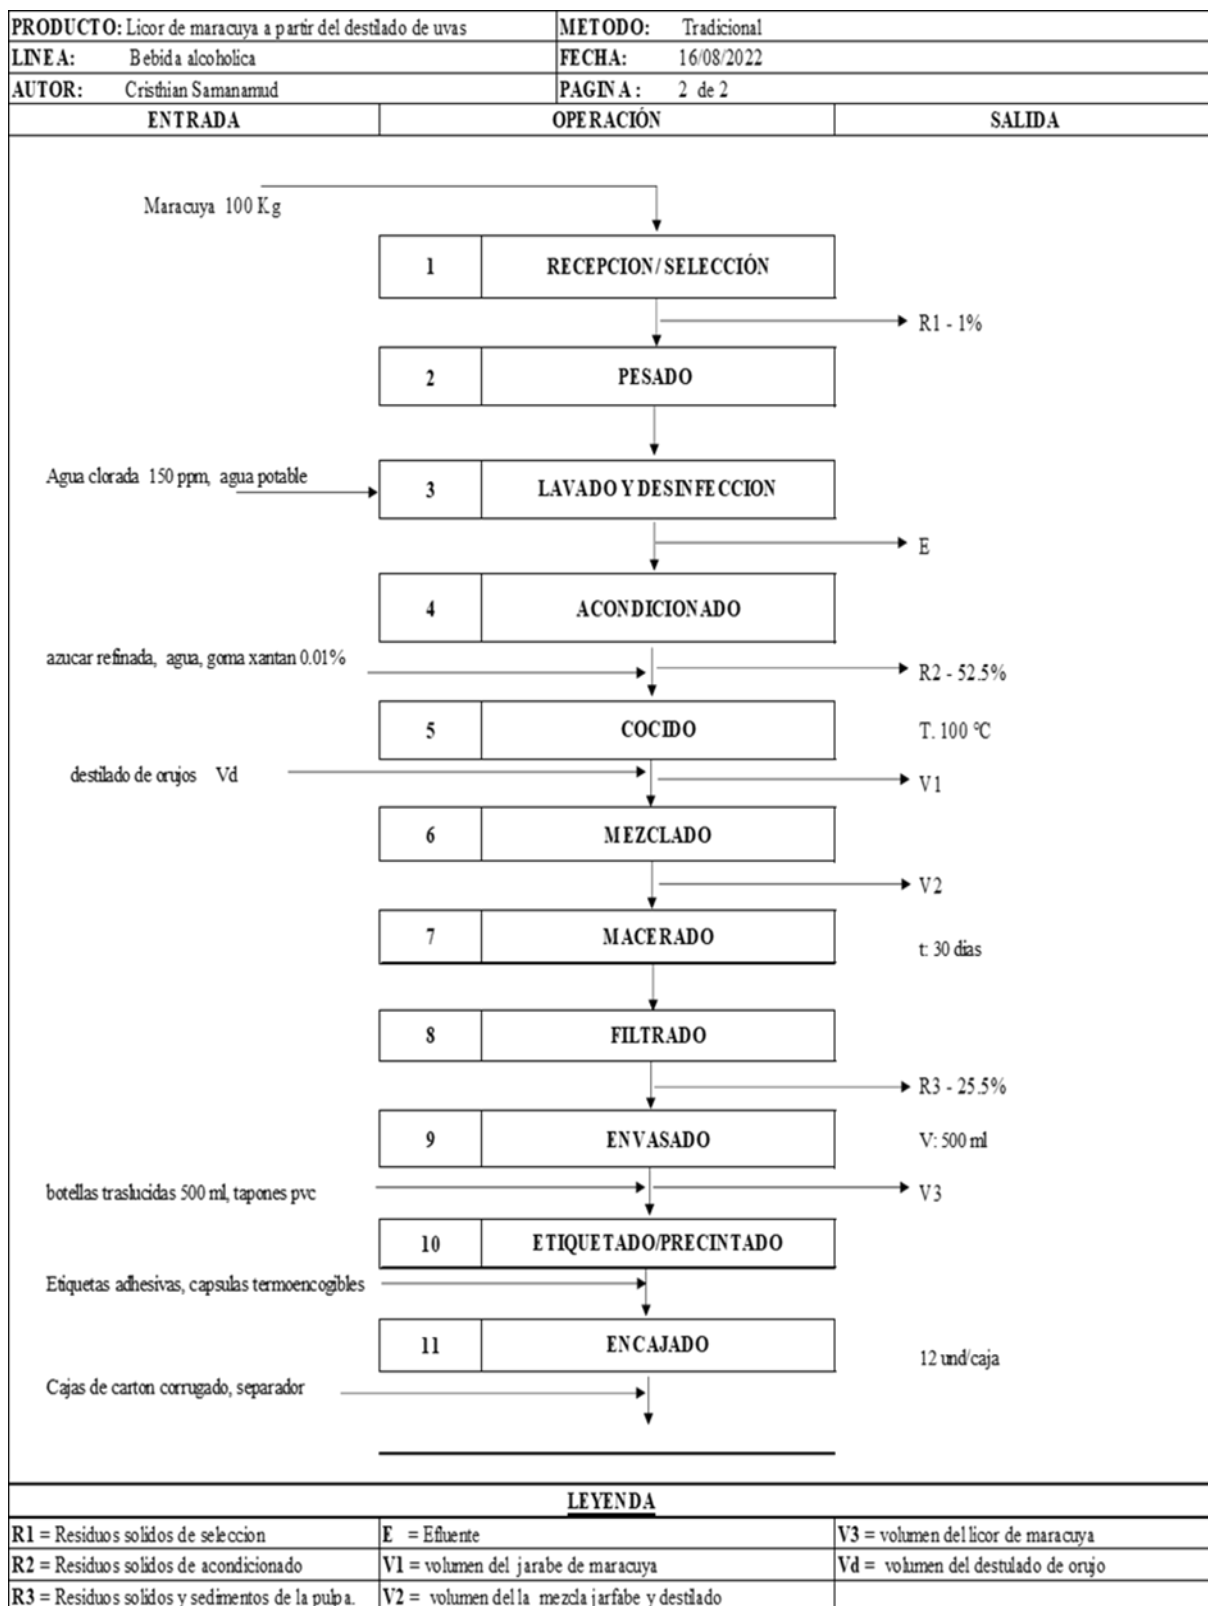 PRODUCTO: Licor de maracuya a partir del destilado de uvas METODO: Tradicional
LINEA: Bebida alcoholica FECHA: 16/08/2022
AUTOR: Cristhian Samanamud PAGINA: 2 de 2
ENTRADA OPERACIÓN SALIDA
Maracuya 100 Kg
1 RECEPCION/ SELECCIÓN
R1 - 1%
2 PESADO
Agua clorada 150 ppm, agua potable
3 LAVADO Y DESINFECCION
E
4 ACONDICIONADO
azucar refinada, agua, goma xantan 0.01%
R2 - 52.5%
5 COCIDO T. 100 ºC
destilado de orujos Vd
V1
6 MEZCLADO
V2
7 MACERADO
t: 30 dias
8 FILTRADO
R3 - 25.5%
9 ENVASADO V: 500 ml
botellas traslucidas 500 ml, tapones pvc
V3
10 ETIQUETADO/PRECINTADO
Etiquetas adhesivas, capsulas termoencogibles
11 ENCAJADO
12 und/caja
Cajas de carton corrugado, separador
LEYENDA
R1 = Residuos solidos de seleccion E = Efluente V3 = volumen del licor de maracuya
R2 = Residuos solidos de acondicionado V1 = volumen del jarabe de maracuya Vd = volumen del destulado de orujo
R3 = Residuos solidos y sedimentos de la pulpa. V2 = volumen del la mezcla jarfabe y destilado